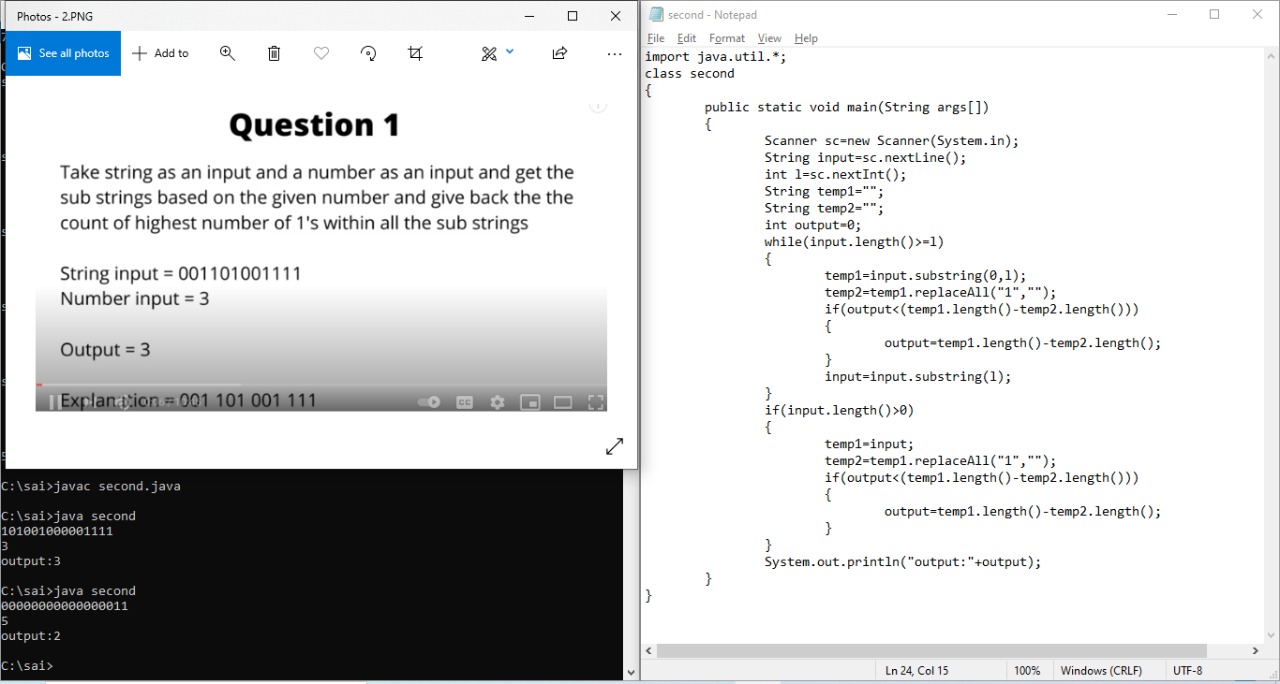 Photos - 2.PNG
See all photos
Add to
Question 1
Take string as an input and a number as an input and get the
sub strings based on the given number and give back the the
count of highest number of 1's within all the sub strings
String input = 001101001111
Number input = 3
Output = 3
Explanation = 001 101 001 111
CC
C:\sai>javac second.java
C:\sai>java second
101001000001111
3
output:3
C:\sai>java second
00000000000000011
5
output:2
C:\sai>
second - Notepad
File Edit Format View Help
import java.util.*;
class second
{
public static void main(String args[])
{
Scanner sc=new Scanner(System.in);
String input=sc.nextLine();
int l=sc.nextInt();
String temp1="";
String temp2="";
int output=0;
while(input.length()>=l)
{
temp1=input.substring(0,l);
temp2=temp1.replaceAll("1","");
if(output<(temp1.length()-temp2.length()))
{
output=temp1.length()-temp2.length();
}
input=input.substring(l);
}
if(input.length()>0)
{
temp1=input;
temp2=temp1.replaceAll("1","");
if(output<(temp1.length()-temp2.length()))
{
output=temp1.length()-temp2.length();
}
}
System.out.println("output:"+output);
}
}
Ln 24, Col 15 100% Windows (CRLF) UTF-8